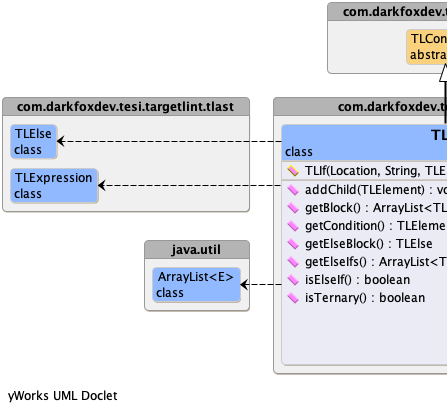 com.darkfoxdev.t
TLCon
abstra
com.darkfoxdev.tesi.targetlint.tlast
TLElse
class
TLExpression
class
com.darkfoxdev.t
TL
class
TLIf(Location, String, TLE
addChild(TLElement) : vo
getBlock() : ArrayList<TL
getCondition() : TLEleme
getElseBlock() : TLElse
getElseIfs() : ArrayList<T
isElseIf() : boolean
isTernary() : boolean
java.util
ArrayList<E>
class
yWorks UML Doclet